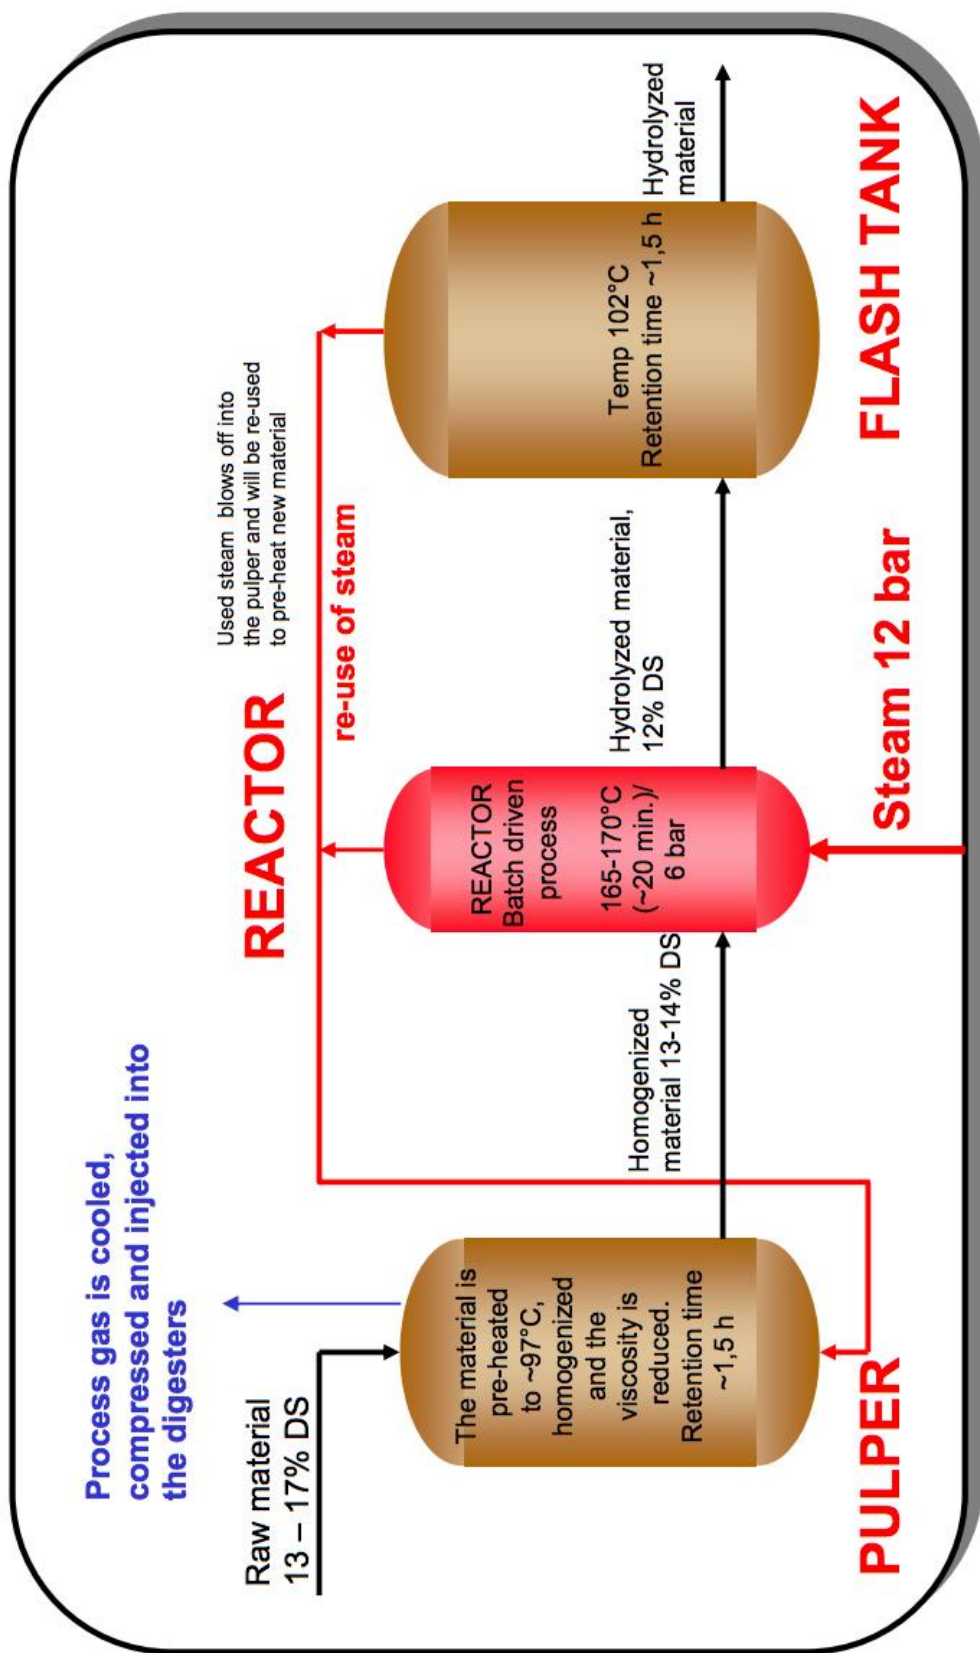 Process gas is cooled,
compressed and injected into
the digesters
Raw material
13 – 17% DS
The material is
pre-heated
to ~97°C,
homogenized
and the
viscosity is
reduced.
Retention time
~1,5 h
PULPER
Homogenized
material 13-14% DS
REACTOR
REACTOR
Batch driven
process
165-170°C
(~20 min.)/
6 bar
Steam 12 bar
Used steam blows off into
the pulper and will be re-used
to pre-heat new material
re-use of steam
Hydrolyzed material,
12% DS
Temp 102°C
Retention time ~1,5 h
FLASH TANK
Hydrolyzed
material